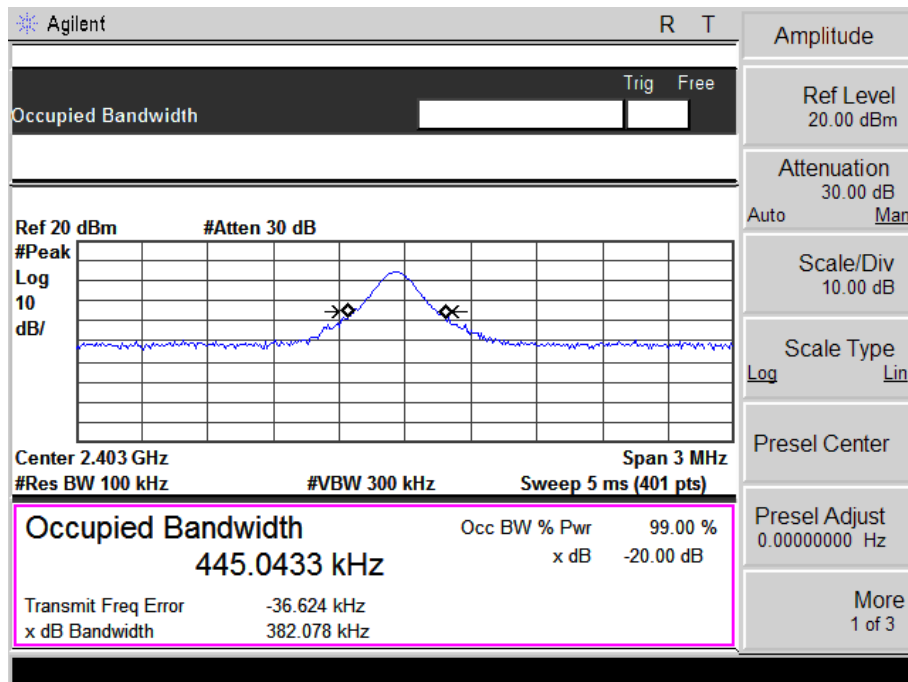 Agilent
R T
Trig Free
Occupied Bandwidth
Ref 20 dBm #Atten 30 dB
#Peak
Log
10
dB/
Center 2.403 GHz Span 3 MHz
#Res BW 100 kHz #VBW 300 kHz Sweep 5 ms (401 pts)
Occupied Bandwidth
445.0433 kHz
Occ BW % Pwr 99.00 %
x dB -20.00 dB
Transmit Freq Error -36.624 kHz
x dB Bandwidth 382.078 kHz
Amplitude
Ref Level
20.00 dBm
Attenuation
30.00 dB
Auto Man
Scale/Div
10.00 dB
Scale Type
Log Lin
Presel Center
Presel Adjust
0.00000000 Hz
More
1 of 3